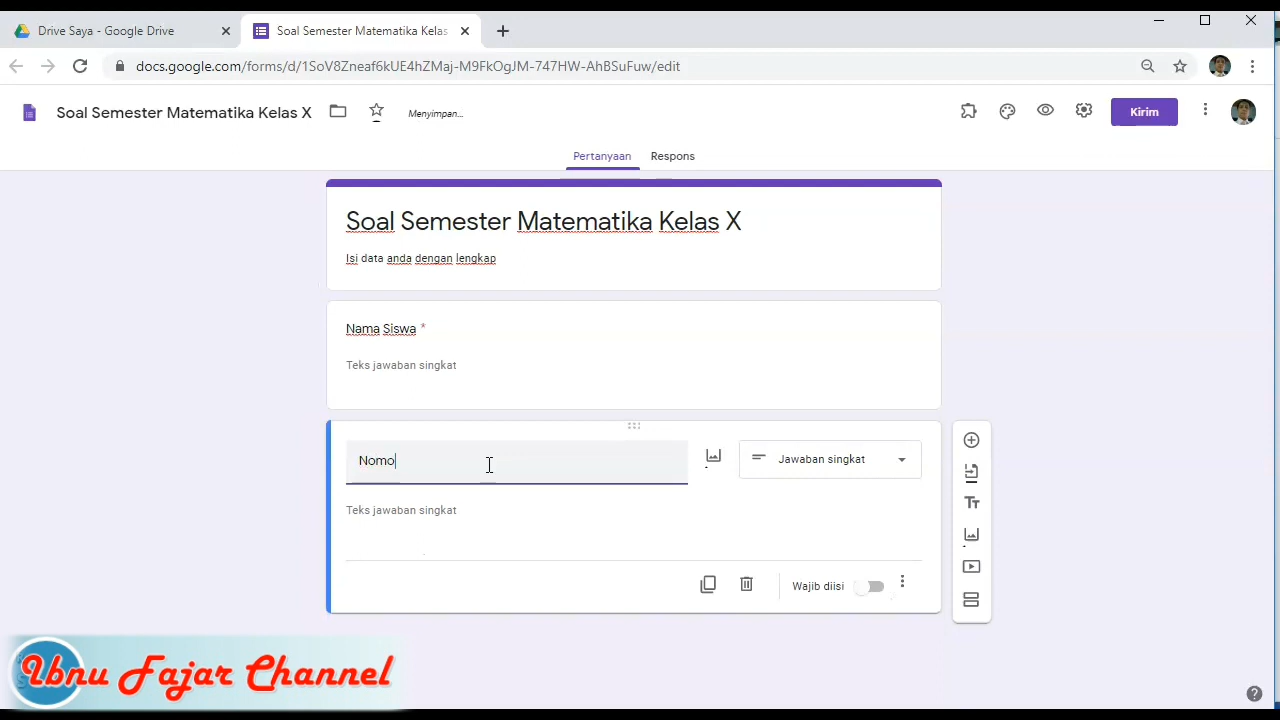 Drive Saya - Google Drive
Soal Semester Matematika Kelas
docs.google.com/forms/d/1SoV8Zneaf6kUE4hZMaj-M9FkOgJM-747HW-AhBSuFuw/edit
Soal Semester Matematika Kelas X
Menyimpan...
Kirim
Pertanyaan
Respons
Soal Semester Matematika Kelas X
Isi data anda dengan lengkap
Nama Siswa *
Teks jawaban singkat
Nomo
Jawaban singkat
Teks jawaban singkat
Wajib diisi
Ubnu Fajar Channel